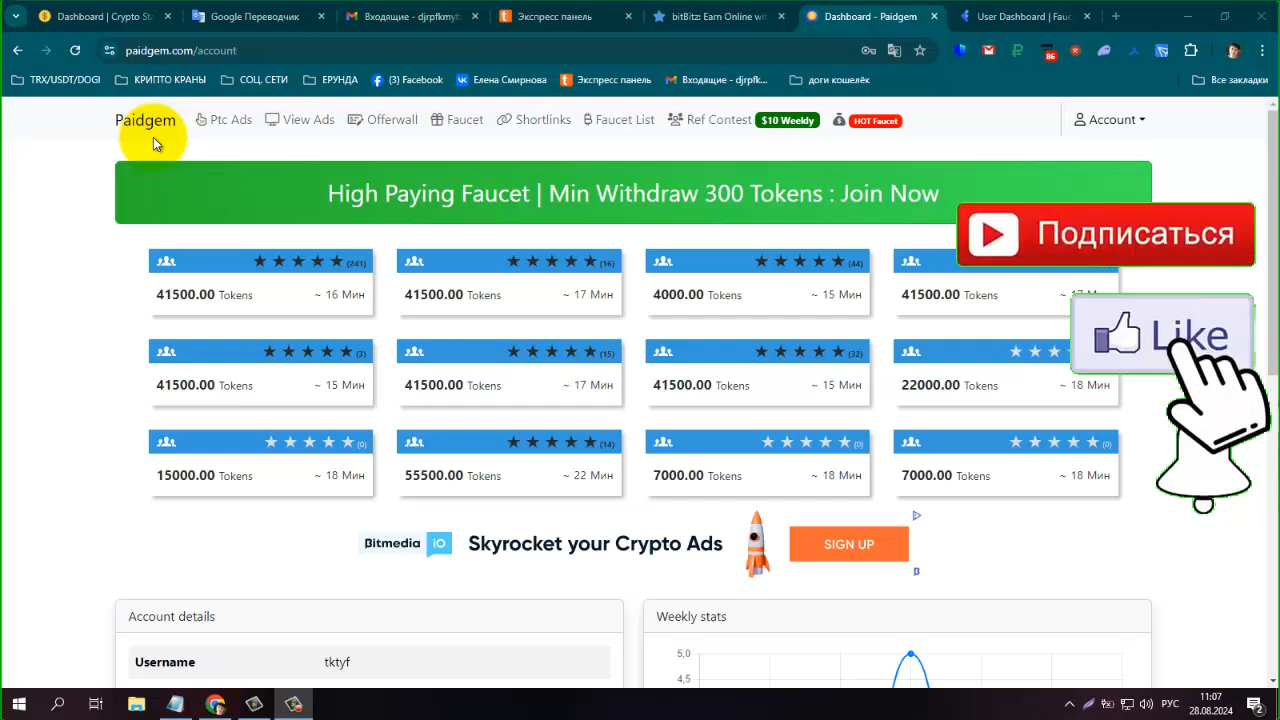 Dashboard | Crypto Sta
Google Переводчик
Входящие - djrpfkmyf
Экспресс панель
bitBitz: Earn Online wit
Dashboard - Paidgem
User Dashboard | Fauc
paidgem.com/account
86
TRX/USDT/DOGI
КРИПТО КРАНЫ
СОЦ. СЕТИ
ЕРУНДА
(3) Facebook
Елена Смирнова
Экспресс панель
Входящие - djrpfk...
доги кошелёк
Все закладки
Paidgem
Ptc Ads
View Ads
Offerwall
Faucet
Shortlinks
Faucet List
Ref Contest $10 Weekly
HOT Faucet
Account
High Paying Faucet | Min Withdraw 300 Tokens : Join Now
Подписаться
(241)
(16)
(44)
41500.00 Tokens ~ 16 Мин
41500.00 Tokens ~ 17 Мин
4000.00 Tokens ~ 15 Мин
41500.00 Tokens
Like
(3)
(15)
(32)
41500.00 Tokens ~ 15 Мин
41500.00 Tokens ~ 17 Мин
41500.00 Tokens ~ 15 Мин
22000.00 Tokens ~ 18 Мин
(0)
(14)
(0)
(0)
15000.00 Tokens ~ 18 Мин
55500.00 Tokens ~ 22 Мин
7000.00 Tokens ~ 18 Мин
7000.00 Tokens ~ 18 Мин
Bitmedia IO
Skyrocket your Crypto Ads
SIGN UP
Account details
Weekly stats
Username tktyf
5,0
4,5
РУС
11:07
28.08.2024
2